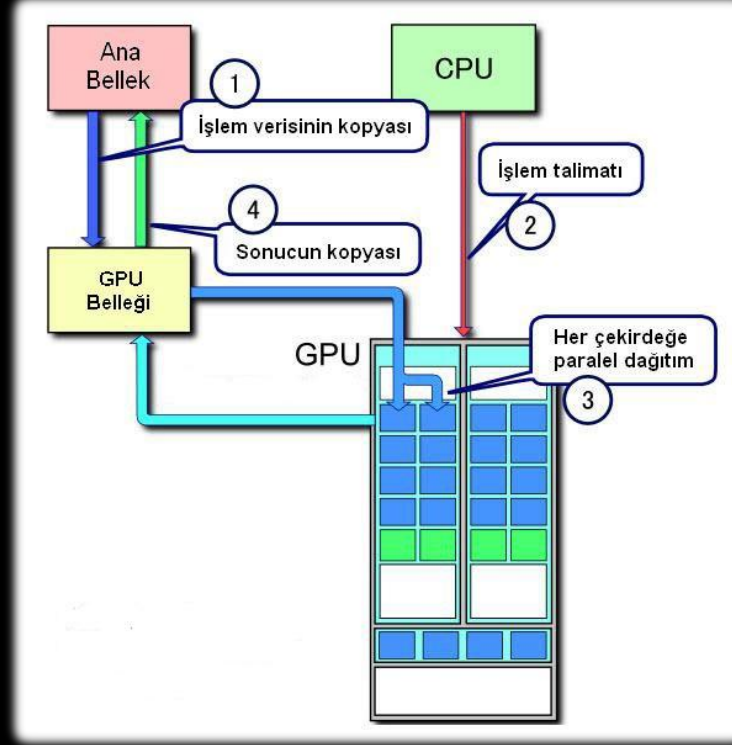 Ana
Bellek
CPU
1
İşlem verisinin kopyası
İşlem talimatı
2
4
Sonucun kopyası
GPU
Belleği
GPU
Her çekirdeğe
paralel dağıtım
3